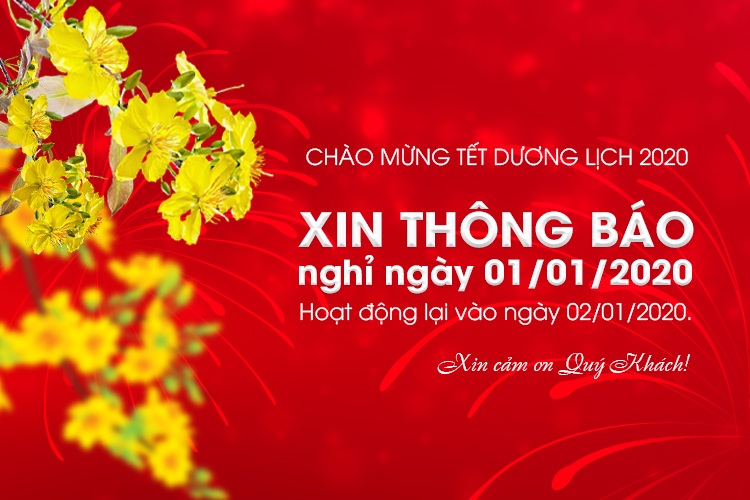 CHÀO MỪNG TẾT DƯƠNG LỊCH 2020
XIN THÔNG BÁO
nghỉ ngày 01/01/2020
Hoạt động lại vào ngày 02/01/2020.
Xin cảm on Quý Khách!